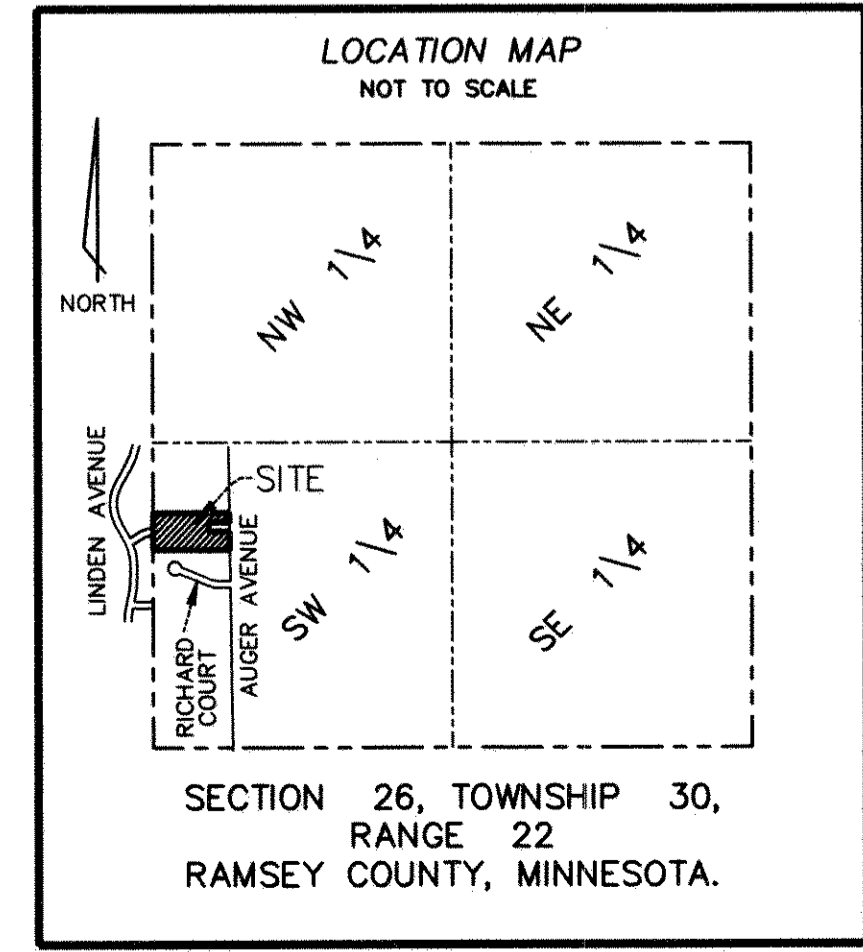 LOCATION MAP
NOT TO SCALE
NORTH
NW 1/4
NE 1/4
LINDEN AVENUE
SITE
RICHARD
COURT
AUGER AVENUE
SW 1/4
SE 1/4
SECTION 26, TOWNSHIP 30,
RANGE 22
RAMSEY COUNTY, MINNESOTA.